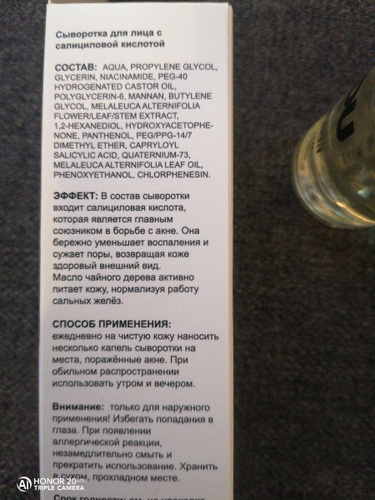 Сыворотка для лица с
салициловой кислотой
СОСТАВ: AQUA, PROPYLENE GLYCOL,
GLYCERIN, NIACINAMIDE, PEG-40
HYDROGENATED CASTOR OIL,
POLYGLYCERIN-6, MANNAN, BUTYLENE
GLYCOL, MELALEUCA ALTERNIFOLIA
FLOWER/LEAF/STEM EXTRACT,
1,2-HEXANEDIOL, HYDROXYACETOPHE-
NONE, PANTHENOL, PEG/PPG-14/7
DIMETHYL ETHER, CAPRYLOYL
SALICYLIC ACID, QUATERNIUM-73,
MELALEUCA ALTERNIFOLIA LEAF OIL,
PHENOXYETHANOL, CHLORPHENESIN.
ЭФФЕКТ: В состав сыворотки
входит салициловая кислота,
которая является главным
союзником в борьбе с акне. Она
бережно уменьшает воспаления и
сужает поры, возвращая коже
здоровый внешний вид.
Масло чайного дерева активно
питает кожу, нормализуя работу
сальных желёз.
СПОСОБ ПРИМЕНЕНИЯ:
ежедневно на чистую кожу наносить
несколько капель сыворотки на
места, поражённые акне. При
обильном распространении
использовать утром и вечером.
Внимание: только для наружного
применения! Избегать попадания в
глаза. При появлении
аллергической реакции,
незамедлительно смыть и
прекратить использование. Хранить
в сухом, прохладном месте.
Срок годности: см. на
HONOR 20
TRIPLE CAMERA